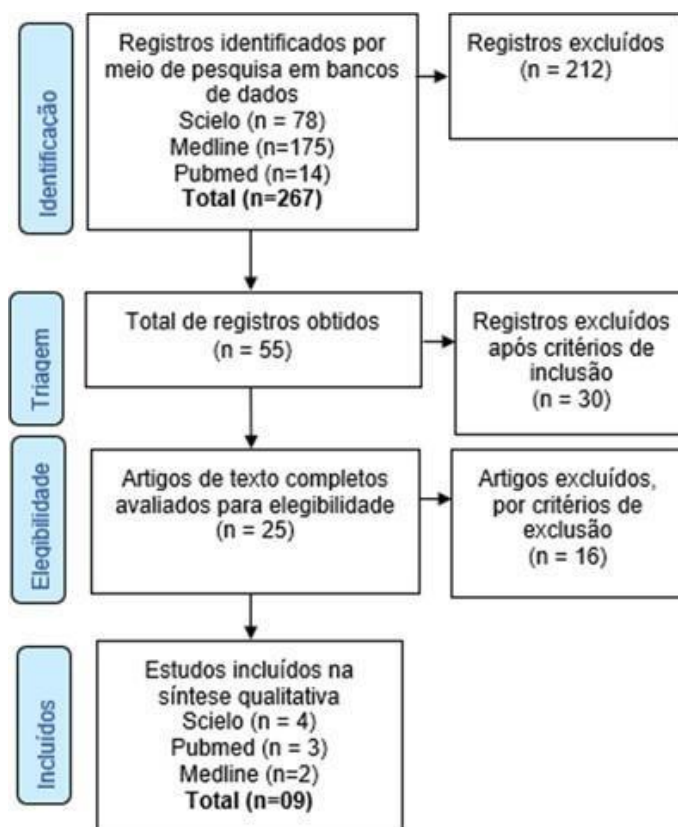 Identificação
Registros identificados por
meio de pesquisa em bancos
de dados
Scielo (n = 78)
Medline (n=175)
Pubmed (n=14)
Total (n=267)
Registros excluídos
(n = 212)
Triagem
Total de registros obtidos
(n = 55)
Registros excluídos
após critérios de
inclusão
(n = 30)
Elegibilidade
Artigos de texto completos
avaliados para elegibilidade
(n = 25)
Artigos excluídos,
por critérios de
exclusão
(n = 16)
Incluídos
Estudos incluídos na
síntese qualitativa
Scielo (n = 4)
Pubmed (n = 3)
Medline (n=2)
Total (n=09)